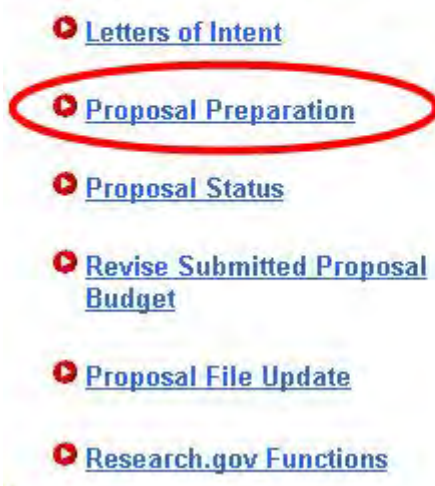 Letters of Intent
Proposal Preparation
Proposal Status
Revise Submitted Proposal
Budget
Proposal File Update
Research.gov Functions